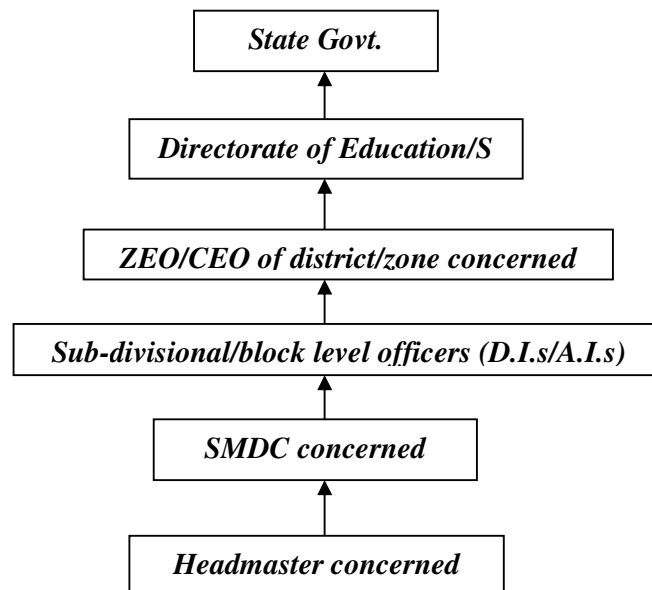 State Govt.
Directorate of Education/S
ZEO/CEO of district/zone concerned
Sub-divisional/block level officers (D.I.s/A.I.s)
SMDC concerned
Headmaster concerned